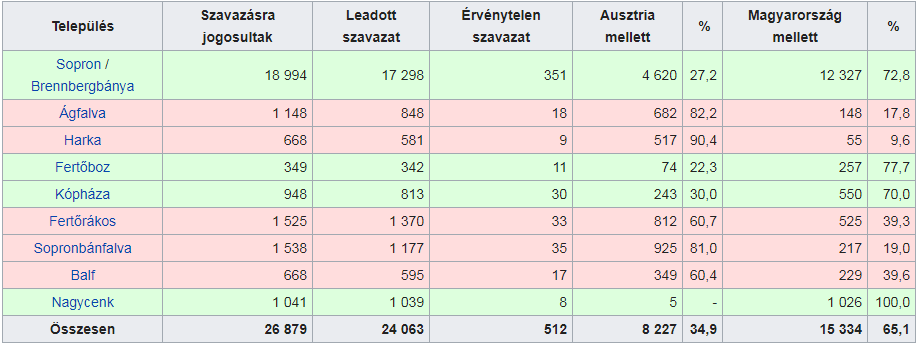 Település Szavazásra jogosultak Leadott szavazat Érvénytelen szavazat Ausztria mellett % Magyarország mellett %
Sopron / Brennbergbánya 18 994 17 298 351 4 620 27,2 12 327 72,8
Ágfalva 1 148 848 18 682 82,2 148 17,8
Harka 668 581 9 517 90,4 55 9,6
Fertőboz 349 342 11 74 22,3 257 77,7
Kópháza 948 813 30 243 30,0 550 70,0
Fertőrákos 1 525 1 370 33 812 60,7 525 39,3
Sopronbánfalva 1 538 1 177 35 925 81,0 217 19,0
Balf 668 595 17 349 60,4 229 39,6
Nagycenk 1 041 1 039 8 5 - 1 026 100,0
Összesen 26 879 24 063 512 8 227 34,9 15 334 65,1